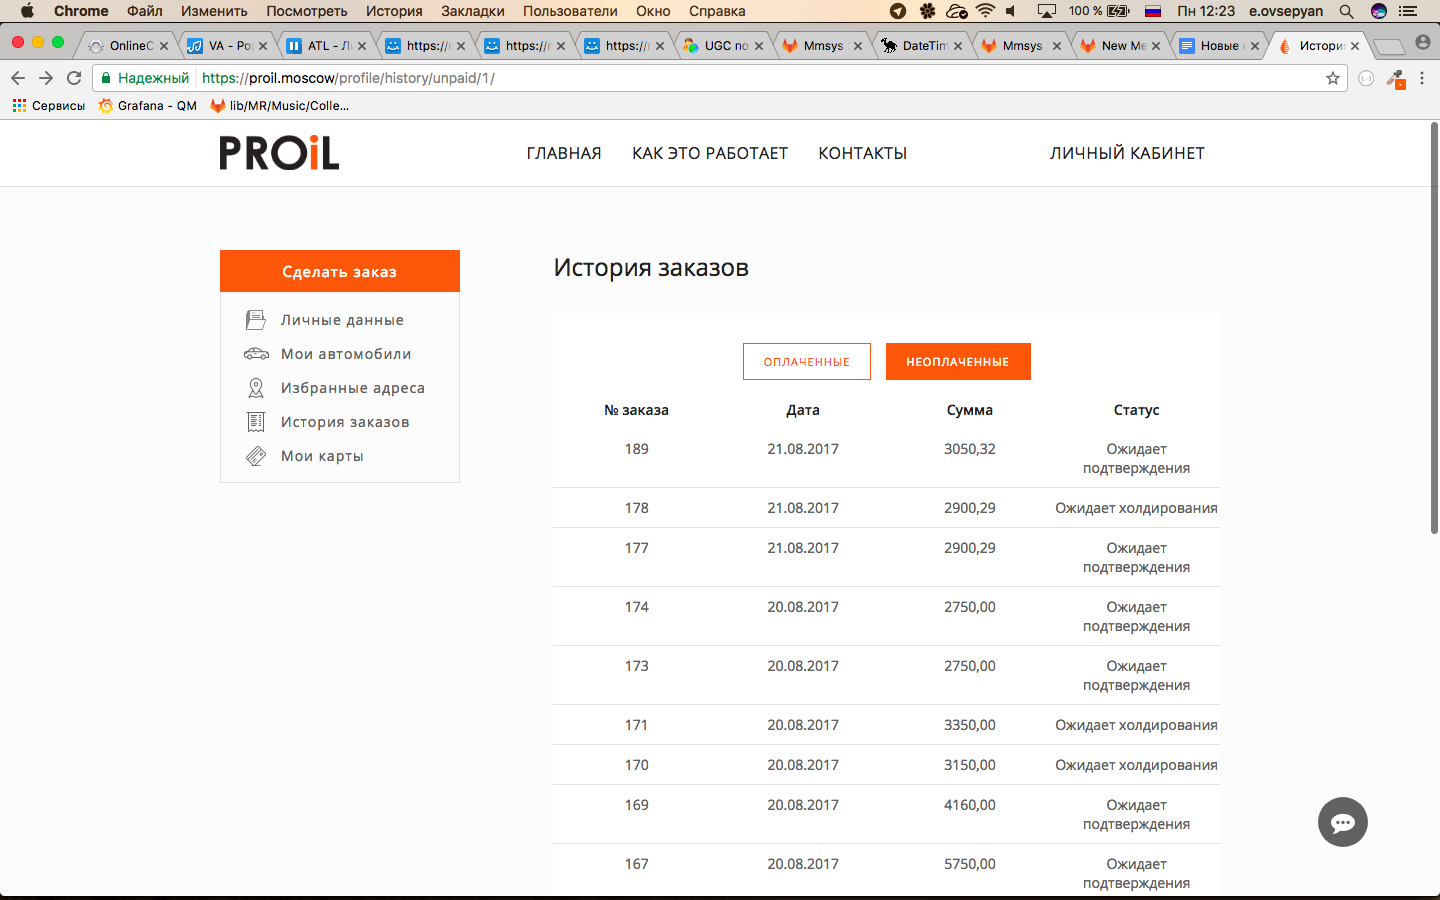 Chrome Файл Изменить Посмотреть История Закладки Пользователи Окно Справка 100 % Пн 12:23 e.ovsepyan
OnlineC VA - Pop ATL - Ли https://r https://r https://r UGC по Mmsys DateTim Mmsys New Me Новые История
Надежный https://proil.moscow/profile/history/unpaid/1/
Сервисы Grafana - QM lib/MR/Music/Colle...
PROiL ГЛАВНАЯ КАК ЭТО РАБОТАЕТ КОНТАКТЫ ЛИЧНЫЙ КАБИНЕТ
Сделать заказ
Личные данные
Мои автомобили
Избранные адреса
История заказов
Мои карты
История заказов
ОПЛАЧЕННЫЕ НЕОПЛАЧЕННЫЕ
№ заказа Дата Сумма Статус
189 21.08.2017 3050,32 Ожидает
подтверждения
178 21.08.2017 2900,29 Ожидает холдирования
177 21.08.2017 2900,29 Ожидает
подтверждения
174 20.08.2017 2750,00 Ожидает
подтверждения
173 20.08.2017 2750,00 Ожидает
подтверждения
171 20.08.2017 3350,00 Ожидает холдирования
170 20.08.2017 3150,00 Ожидает холдирования
169 20.08.2017 4160,00 Ожидает
подтверждения
167 20.08.2017 5750,00 Ожидает
подтверждения